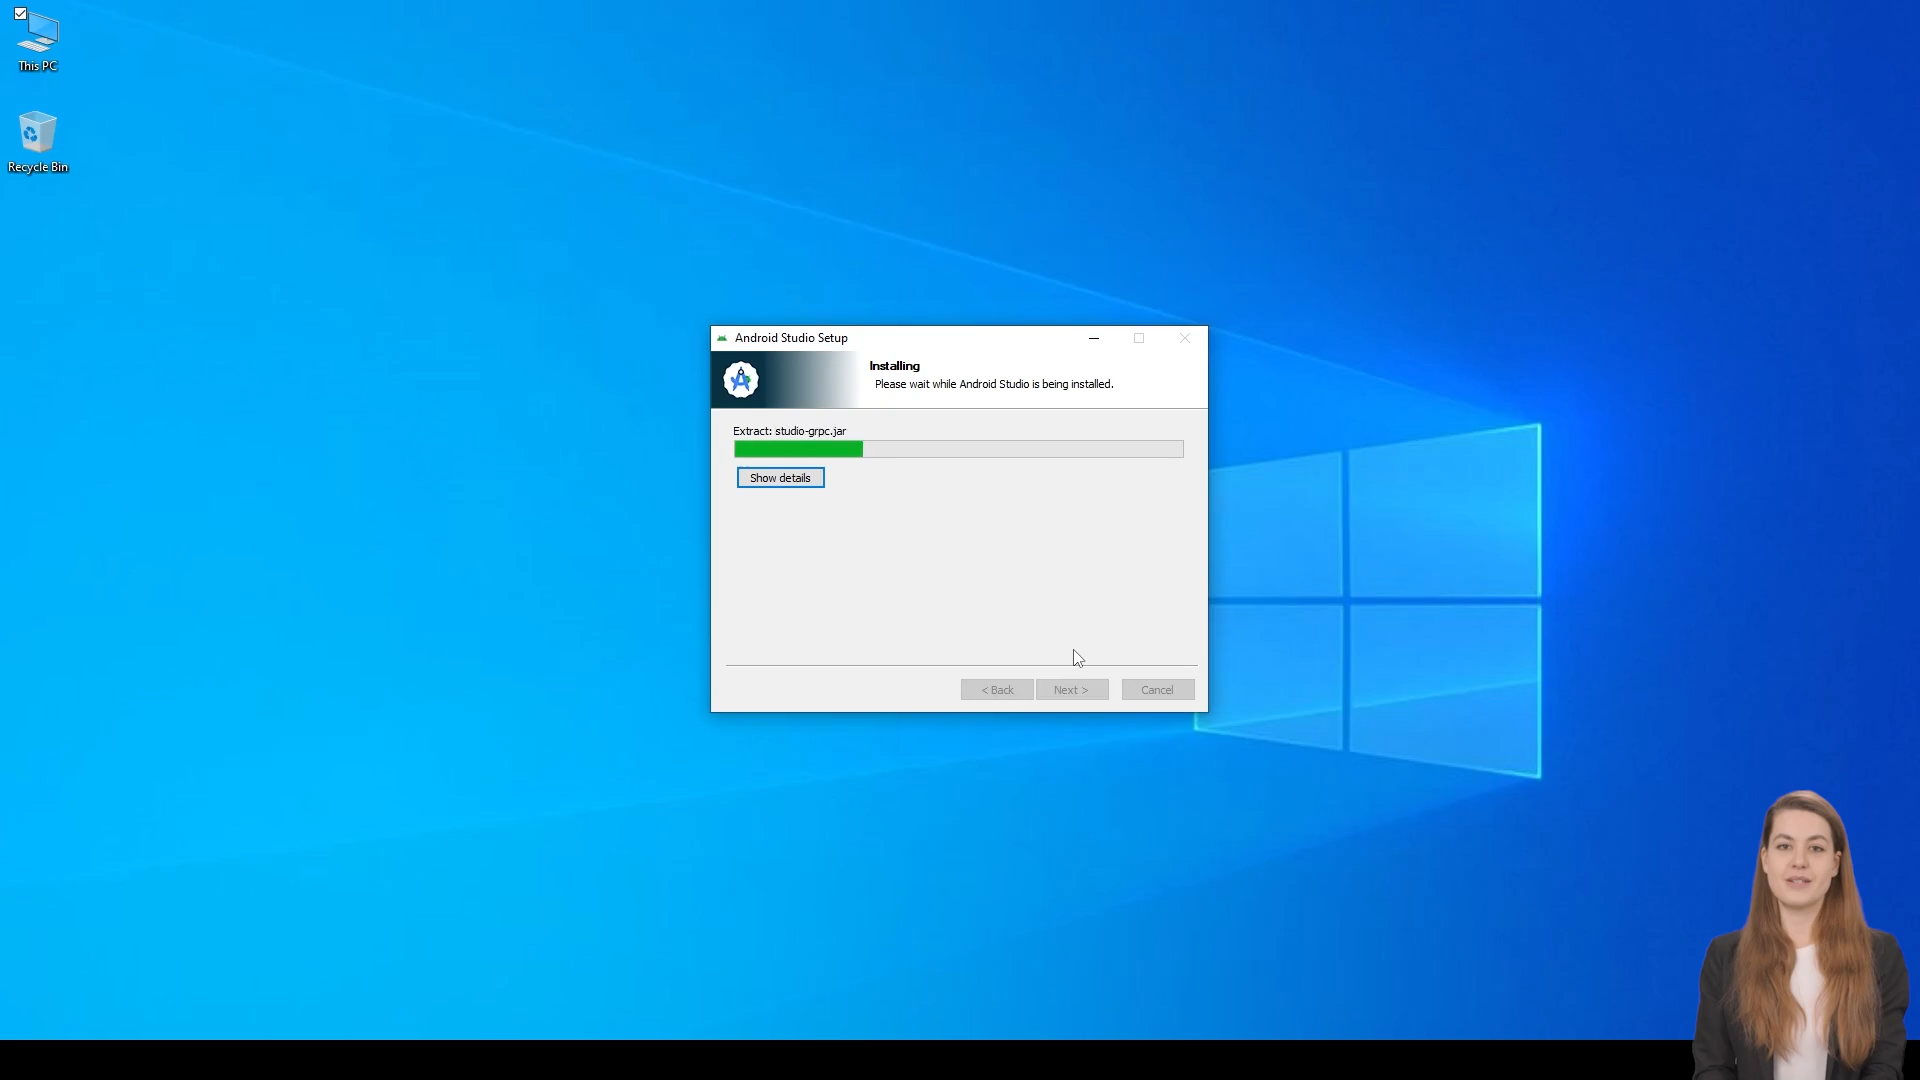 This PC
Recycle Bin
Android Studio Setup
Installing
Please wait while Android Studio is being installed.
Extract: studio-grpc.jar
Show details
< Back
Next >
Cancel